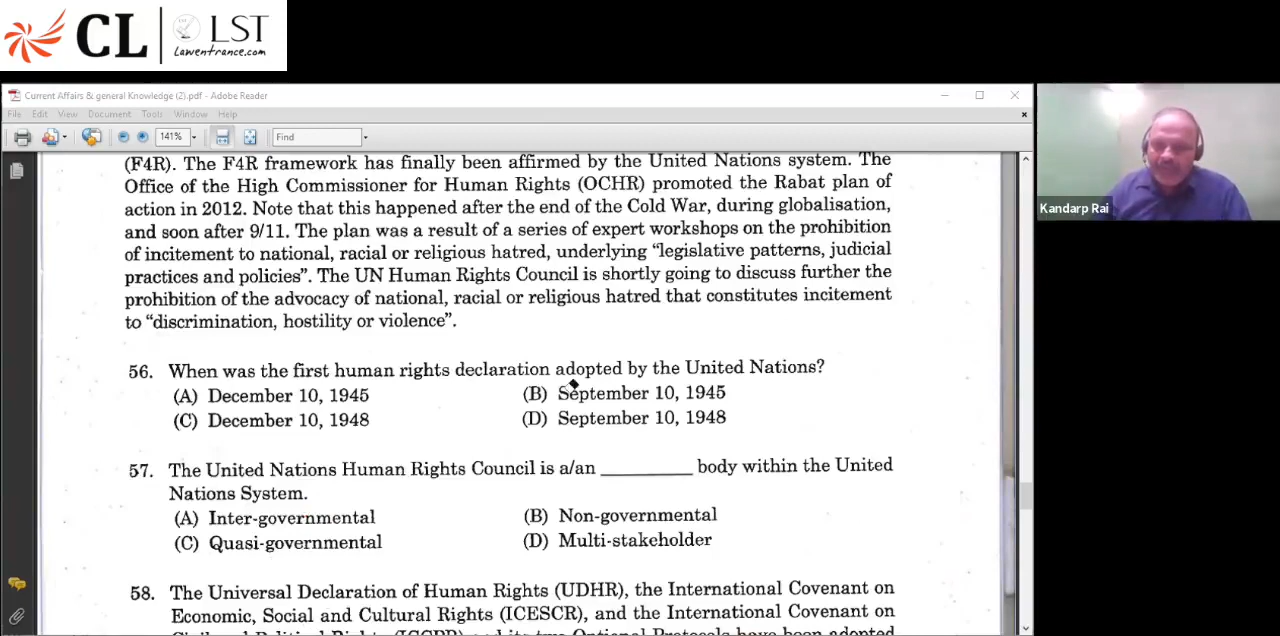 CL
LST
Lawentrance.com
Current Affairs & general Knowledge (2).pdf - Adobe Reader
File Edit View Document Tools Window Help
141%
Find
Kandarp Rai
(F4R). The F4R framework has finally been affirmed by the United Nations system. The
Office of the High Commissioner for Human Rights (OCHR) promoted the Rabat plan of
action in 2012. Note that this happened after the end of the Cold War, during globalisation,
and soon after 9/11. The plan was a result of a series of expert workshops on the prohibition
of incitement to national, racial or religious hatred, underlying “legislative patterns, judicial
practices and policies”. The UN Human Rights Council is shortly going to discuss further the
prohibition of the advocacy of national, racial or religious hatred that constitutes incitement
to “discrimination, hostility or violence”.
56. When was the first human rights declaration adopted by the United Nations?
(A) December 10, 1945 (B) September 10, 1945
(C) December 10, 1948 (D) September 10, 1948
57. The United Nations Human Rights Council is a/an ________ body within the United
Nations System.
(A) Inter-governmental (B) Non-governmental
(C) Quasi-governmental (D) Multi-stakeholder
58. The Universal Declaration of Human Rights (UDHR), the International Covenant on
Economic, Social and Cultural Rights (ICESCR), and the International Covenant on